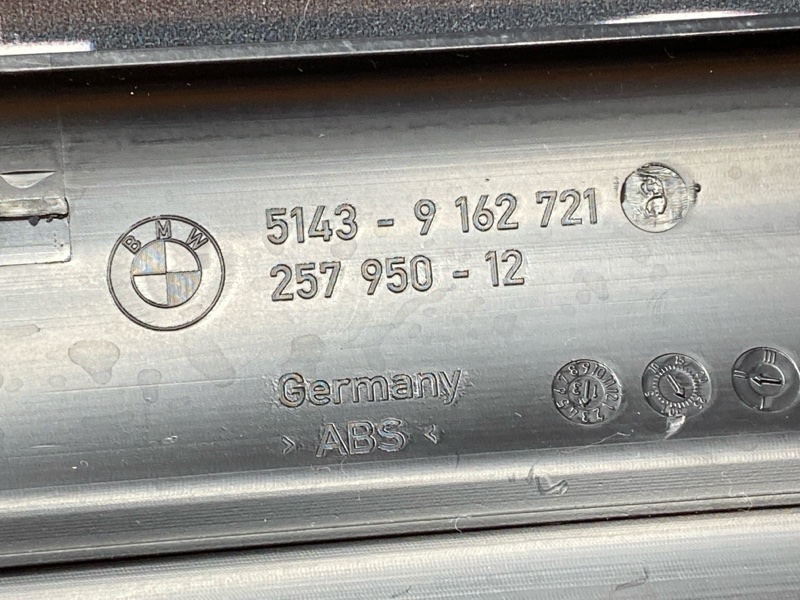 BMW
5143 - 9 162 721
257 950 - 12
Germany
> ABS <